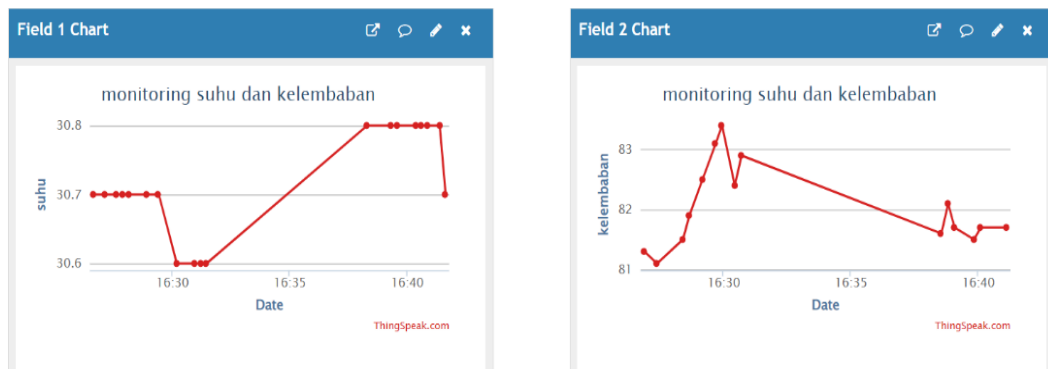 Field 1 Chart
monitoring suhu dan kelembaban
30.8
30.7
30.6
suhu
16:30
16:35
16:40
Date
ThingSpeak.com
Field 2 Chart
monitoring suhu dan kelembaban
83
82
81
kelembaban
16:30
16:35
16:40
Date
ThingSpeak.com